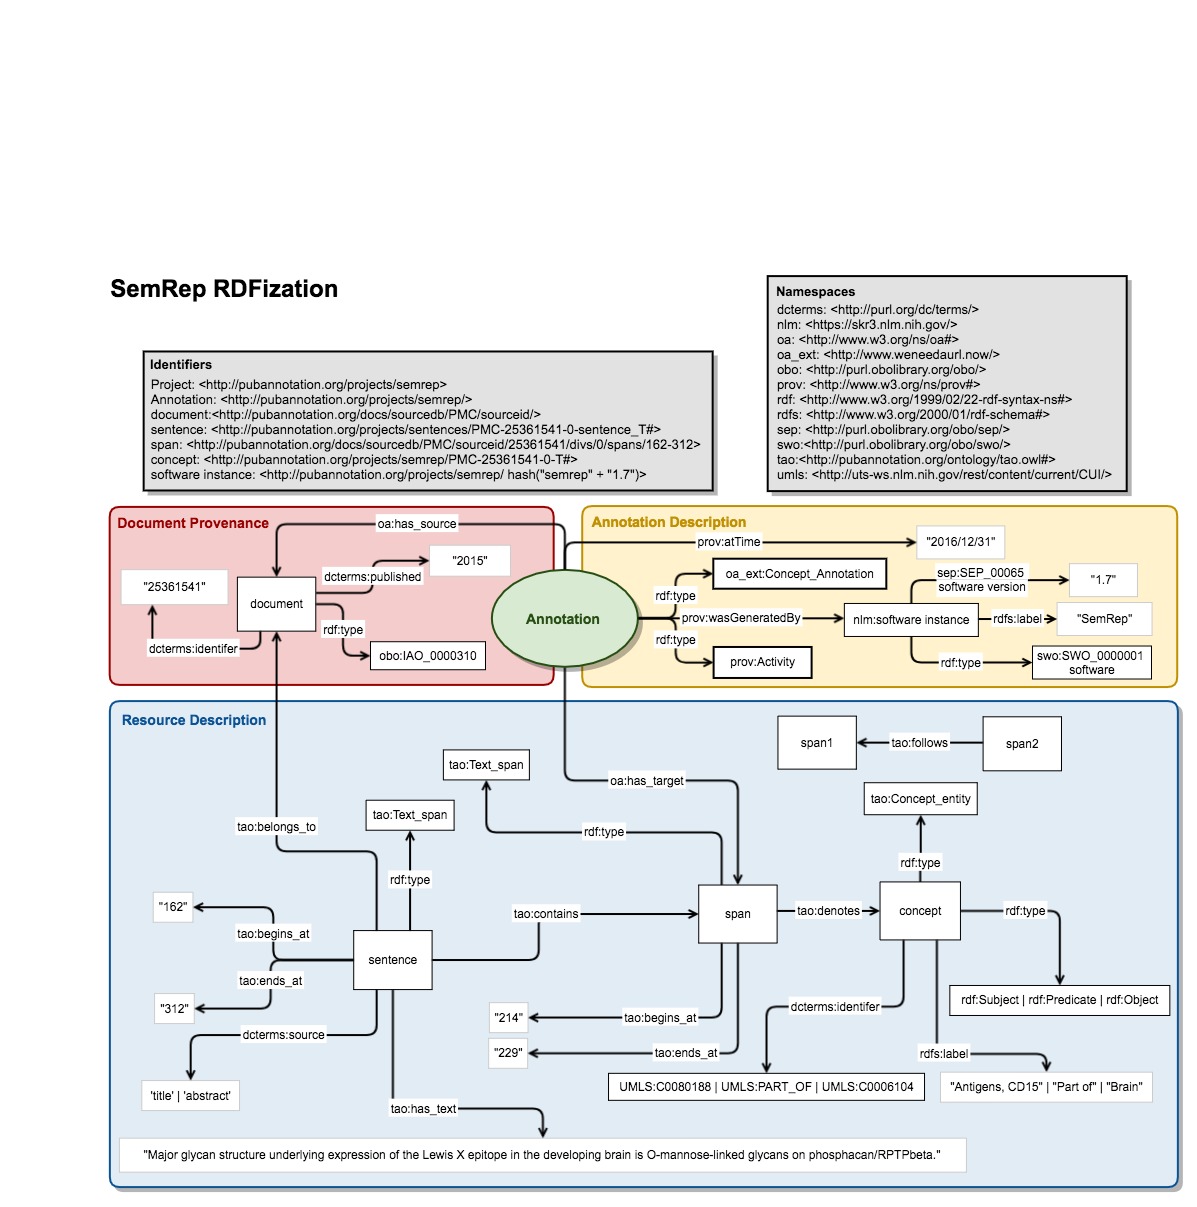 SemRep RDFization
Namespaces
dcterms: <http://purl.org/dc/terms/>
nlm: <https://skr3.nlm.nih.gov/>
oa: <http://www.w3.org/ns/oa#>
oa_ext: <http://www.weneedaurl.now/>
obo: <http://purl.obolibrary.org/obo/>
prov: <http://www.w3.org/ns/prov#>
rdf: <http://www.w3.org/1999/02/22-rdf-syntax-ns#>
rdfs: <http://www.w3.org/2000/01/rdf-schema#>
sep: <http://purl.obolibrary.org/obo/sep/>
swo:<http://purl.obolibrary.org/obo/swo/>
tao:<http://pubannotation.org/ontology/tao.owl#>
umls: <http://uts-ws.nlm.nih.gov/rest/content/current/CUI/>
Identifiers
Project: <http://pubannotation.org/projects/semrep>
Annotation: <http://pubannotation.org/projects/semrep/>
document:<http://pubannotation.org/docs/sourcedb/PMC/sourceid/>
sentence: <http://pubannotation.org/projects/sentences/PMC-25361541-0-sentence_T#>
span: <http://pubannotation.org/docs/sourcedb/PMC/sourceid/25361541/divs/0/spans/162-312>
concept: <http://pubannotation.org/projects/semrep/PMC-25361541-0-T#>
software instance: <http://pubannotation.org/projects/semrep/ hash("semrep" + "1.7")>
Document Provenance
oa:has_source
"25361541"
"2015"
dcterms:published
document
rdf:type
dcterms:identifer
obo:IAO_0000310
Annotation
Annotation Description
prov:atTime
"2016/12/31"
oa_ext:Concept_Annotation
rdf:type
prov:wasGeneratedBy
rdf:type
prov:Activity
nlm:software instance
sep:SEP_00065
software version
"1.7"
rdfs:label
"SemRep"
rdf:type
swo:SWO_0000001
software
Resource Description
span1
tao:follows
span2
tao:Text_span
oa:has_target
tao:Concept_entity
tao:Text_span
tao:belongs_to
rdf:type
rdf:type
rdf:type
"162"
tao:begins_at
tao:contains
span
tao:denotes
concept
rdf:type
sentence
tao:ends_at
"312"
"214"
tao:begins_at
dcterms:identifer
rdf:Subject | rdf:Predicate | rdf:Object
dcterms:source
"229"
tao:ends_at
rdfs:label
'title' | 'abstract'
UMLS:C0080188 | UMLS:PART_OF | UMLS:C0006104
"Antigens, CD15" | "Part of" | "Brain"
tao:has_text
"Major glycan structure underlying expression of the Lewis X epitope in the developing brain is O-mannose-linked glycans on phosphacan/RPTPbeta."